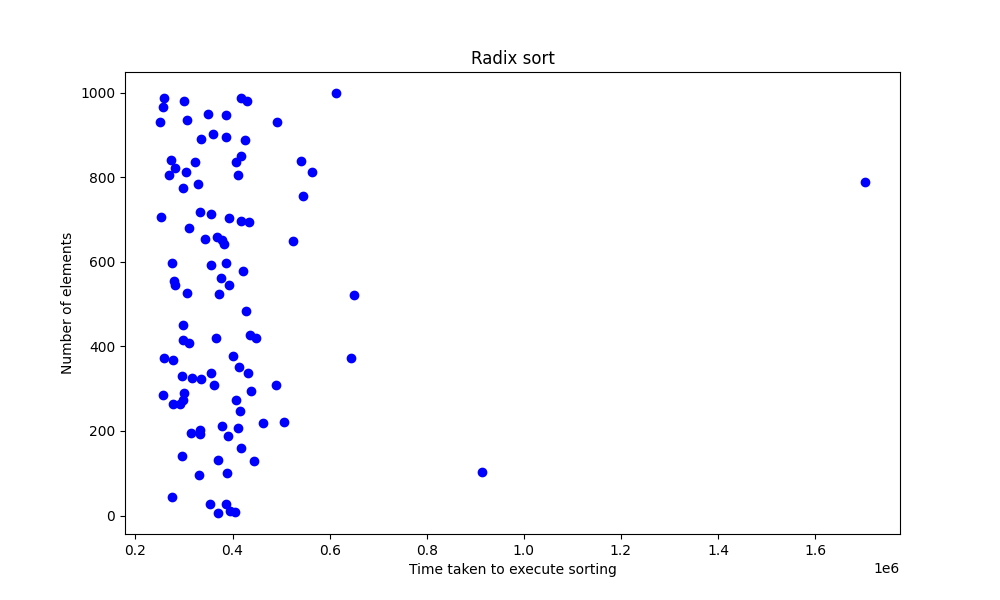 Radix sort
1000
800
600
400
200
0
Number of elements
0.2 0.4 0.6 0.8 1.0 1.2 1.4 1.6
1e6
Time taken to execute sorting